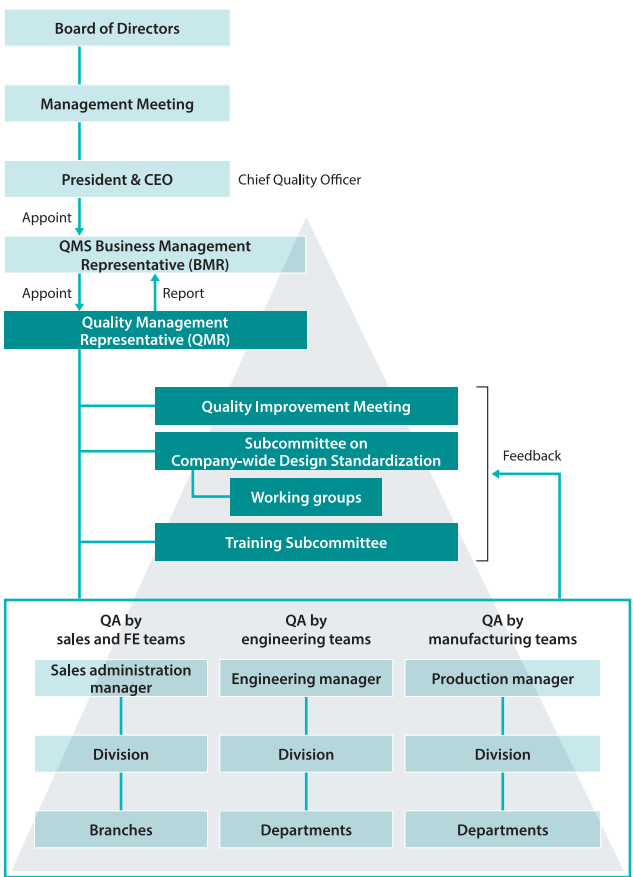 Board of Directors
Management Meeting
President & CEO
Chief Quality Officer
Appoint
QMS Business Management
Representative (BMR)
Appoint
Report
Quality Management
Representative (QMR)
Quality Improvement Meeting
Subcommittee on
Company-wide Design Standardization
Working groups
Training Subcommittee
Feedback
QA by
sales and FE teams
Sales administration
manager
Division
Branches
QA by
engineering teams
Engineering manager
Division
Departments
QA by
manufacturing teams
Production manager
Division
Departments